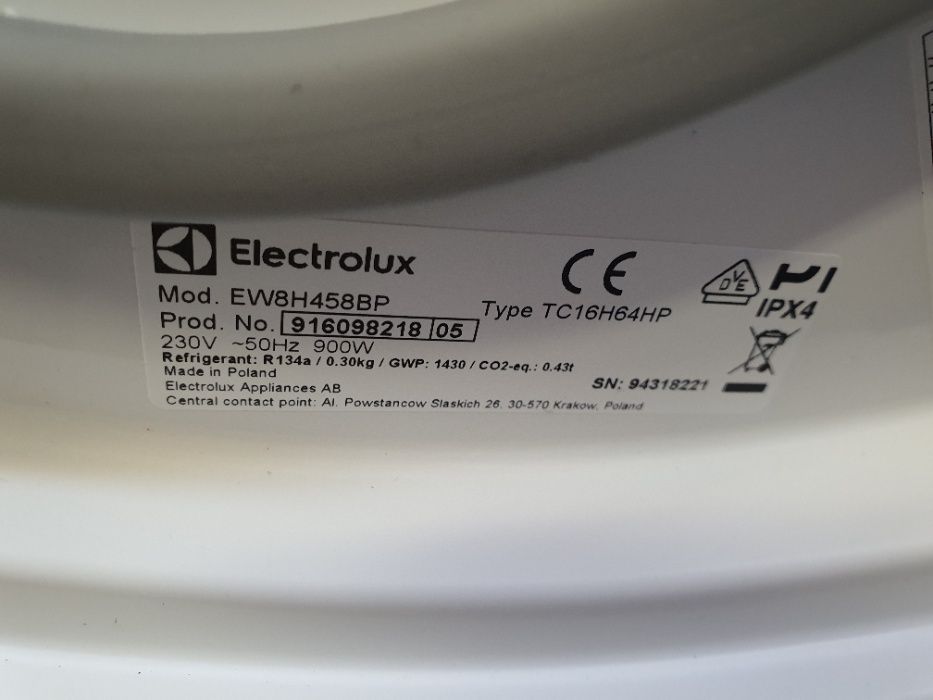 Electrolux
CE
Mod. EW8H458BP
Type TC16H64HP
DVE
IPX4
Prod. No. 916098218 05
230V ~50Hz 900W
Refrigerant: R134a / 0.30kg / GWP: 1430 / CO2-eq.: 0.43t
Made in Poland
Electrolux Appliances AB
SN: 94318221
Central contact point: Al. Powstancow Slaskich 26, 30-570 Krakow, Poland